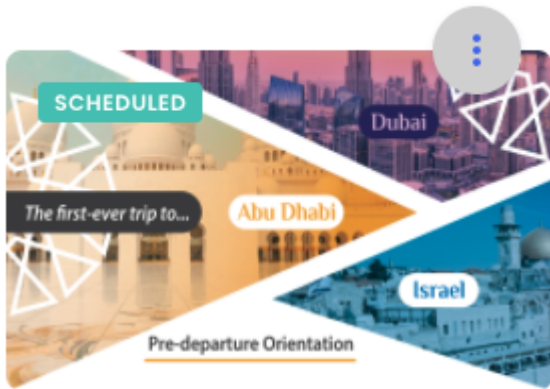 SCHEDULED
Dubai
The first-ever trip to...
Abu Dhabi
Israel
Pre-departure Orientation